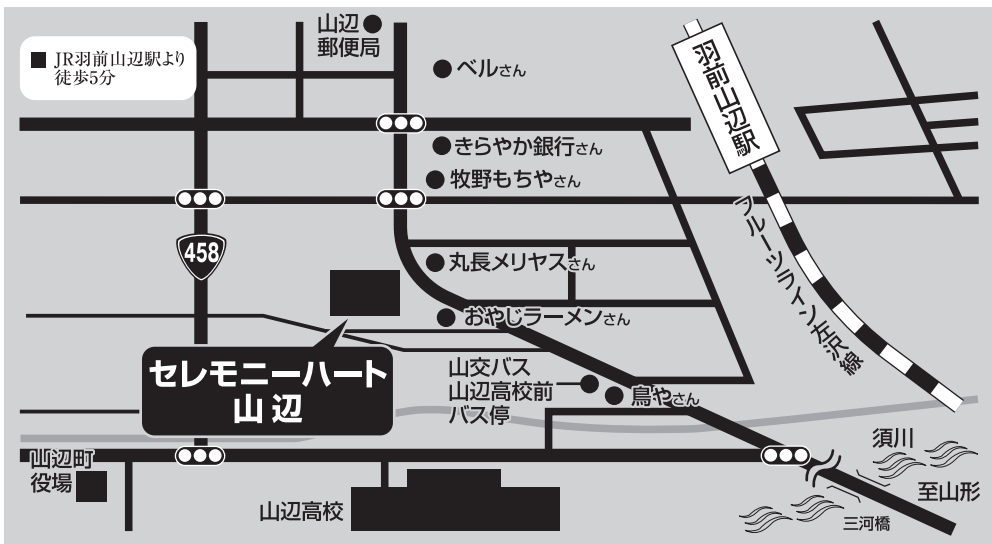 山辺
郵便局
■ JR羽前山辺駅より
徒歩5分
ベルさん
羽前山辺駅
きらやか銀行さん
牧野もちやさん
458
丸長メリヤスさん
フルーツライン左沢線
おやじラーメンさん
セレモニーハート
山辺
山交バス
山辺高校前
バス停
鳥やさん
須川
山辺町
役場
至山形
山辺高校
三河橋